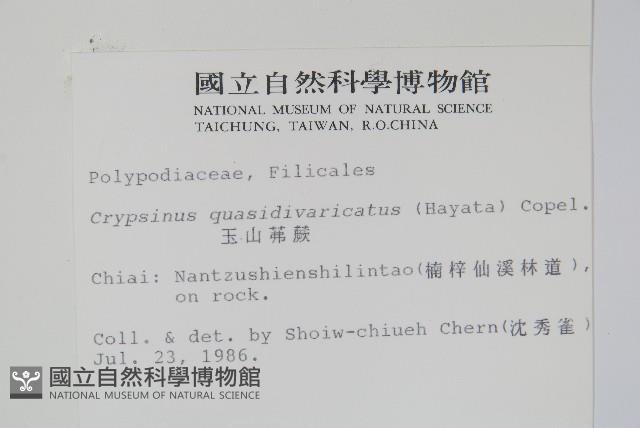 國立自然科學博物館
NATIONAL MUSEUM OF NATURAL SCIENCE
TAICHUNG, TAIWAN, R.O.CHINA
Polypodiaceae, Filicales
Crypsinus quasidivaricatus (Hayata) Copel.
玉山茀蕨
Chiai: Nantzushienshilintao(楠梓仙溪林道),
on rock.
Coll. & det. by Shoiw-chiueh Chern(沈秀雀)
Jul. 23, 1986.
國立自然科學博物館
NATIONAL MUSEUM OF NATURAL SCIENCE